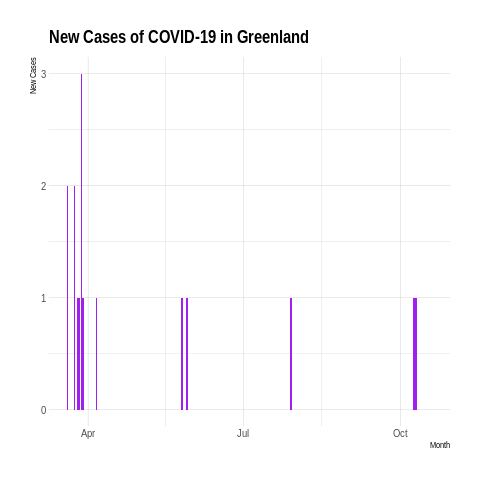 New Cases of COVID-19 in Greenland
New Cases
3
2
1
0
Apr Jul Oct
Month